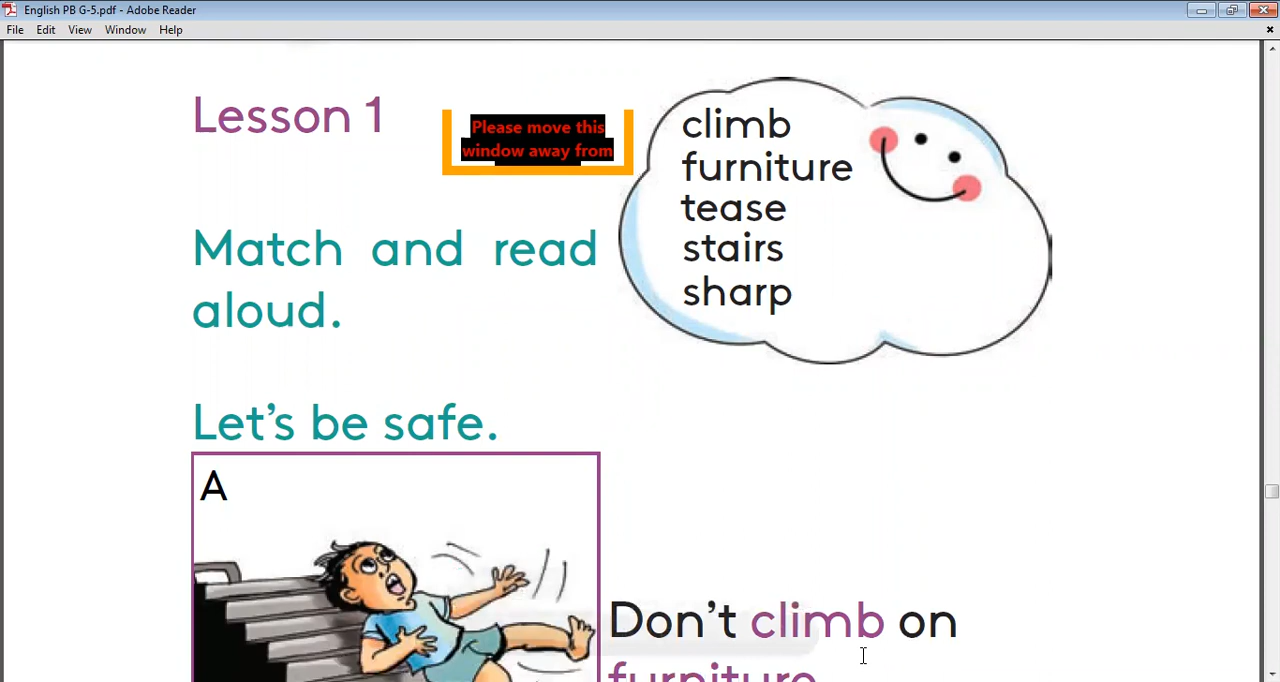 English PB G-5.pdf - Adobe Reader
File Edit View Window Help
Lesson 1
Please move this
window away from
climb
furniture
tease
stairs
sharp
Match and read
aloud.
Let's be safe.
A
Don't climb on
furniture